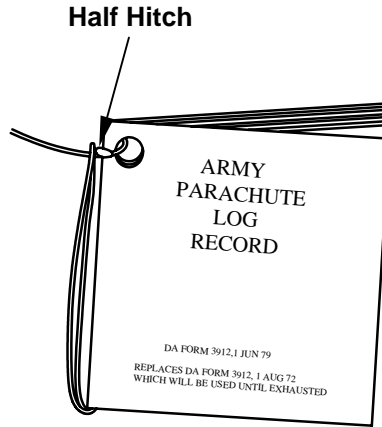 Half Hitch
ARMY
PARACHUTE
LOG
RECORD
DA FORM 3912,1 JUN 79
REPLACES DA FORM 3912, 1 AUG 72
WHICH WILL BE USED UNTIL EXHAUSTED